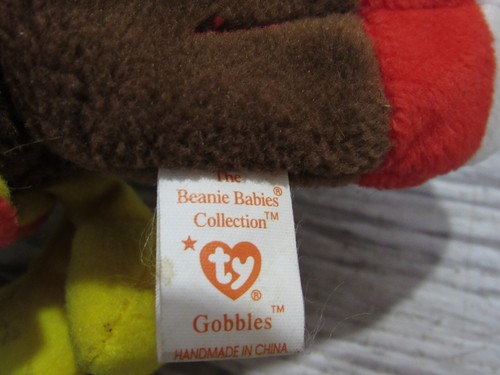 The
Beanie Babies®
Collection™
ty®
Gobbles™
HANDMADE IN CHINA